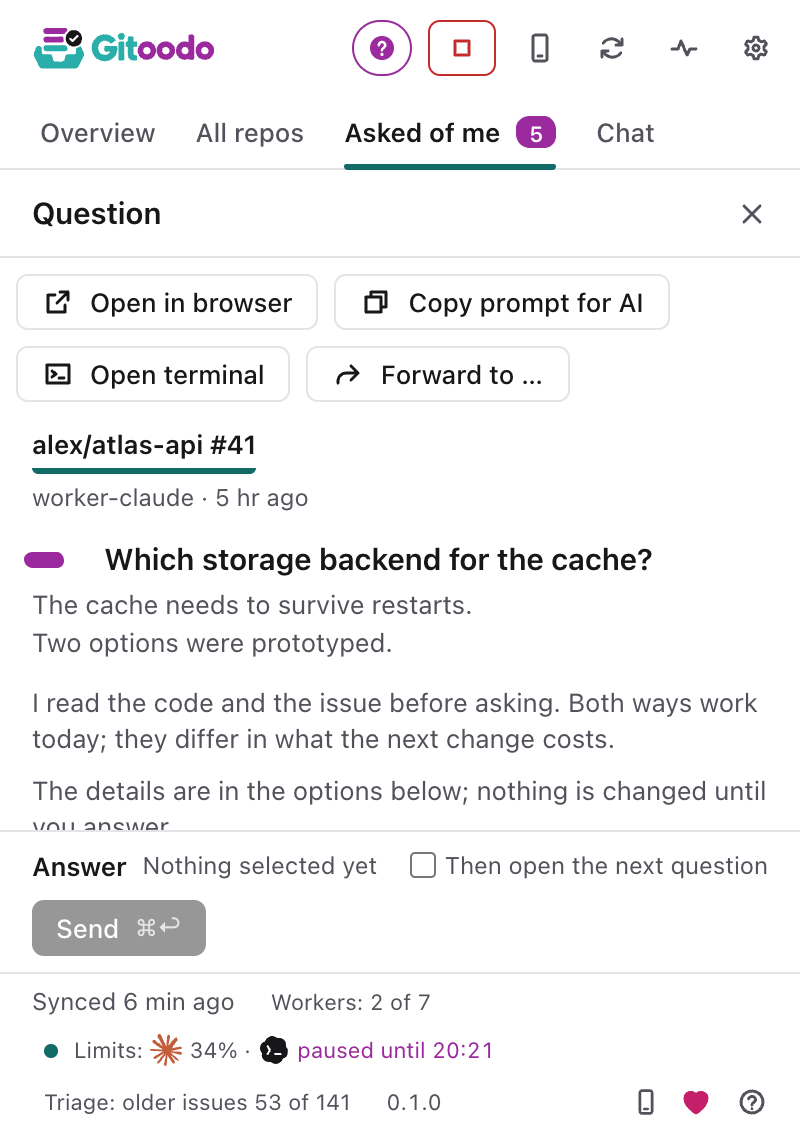 Gitoodo
Overview All repos Asked of me 5 Chat
Question
Open in browser Copy prompt for AI
Open terminal Forward to ...
alex/atlas-api #41
worker-claude · 5 hr ago
Which storage backend for the cache?
The cache needs to survive restarts.
Two options were prototyped.
I read the code and the issue before asking. Both ways work
today; they differ in what the next change costs.
The details are in the options below; nothing is changed until
you answer
Answer Nothing selected yet Then open the next question
Send ⌘↩
Synced 6 min ago Workers: 2 of 7
Limits: 34% · paused until 20:21
Triage: older issues 53 of 141 0.1.0